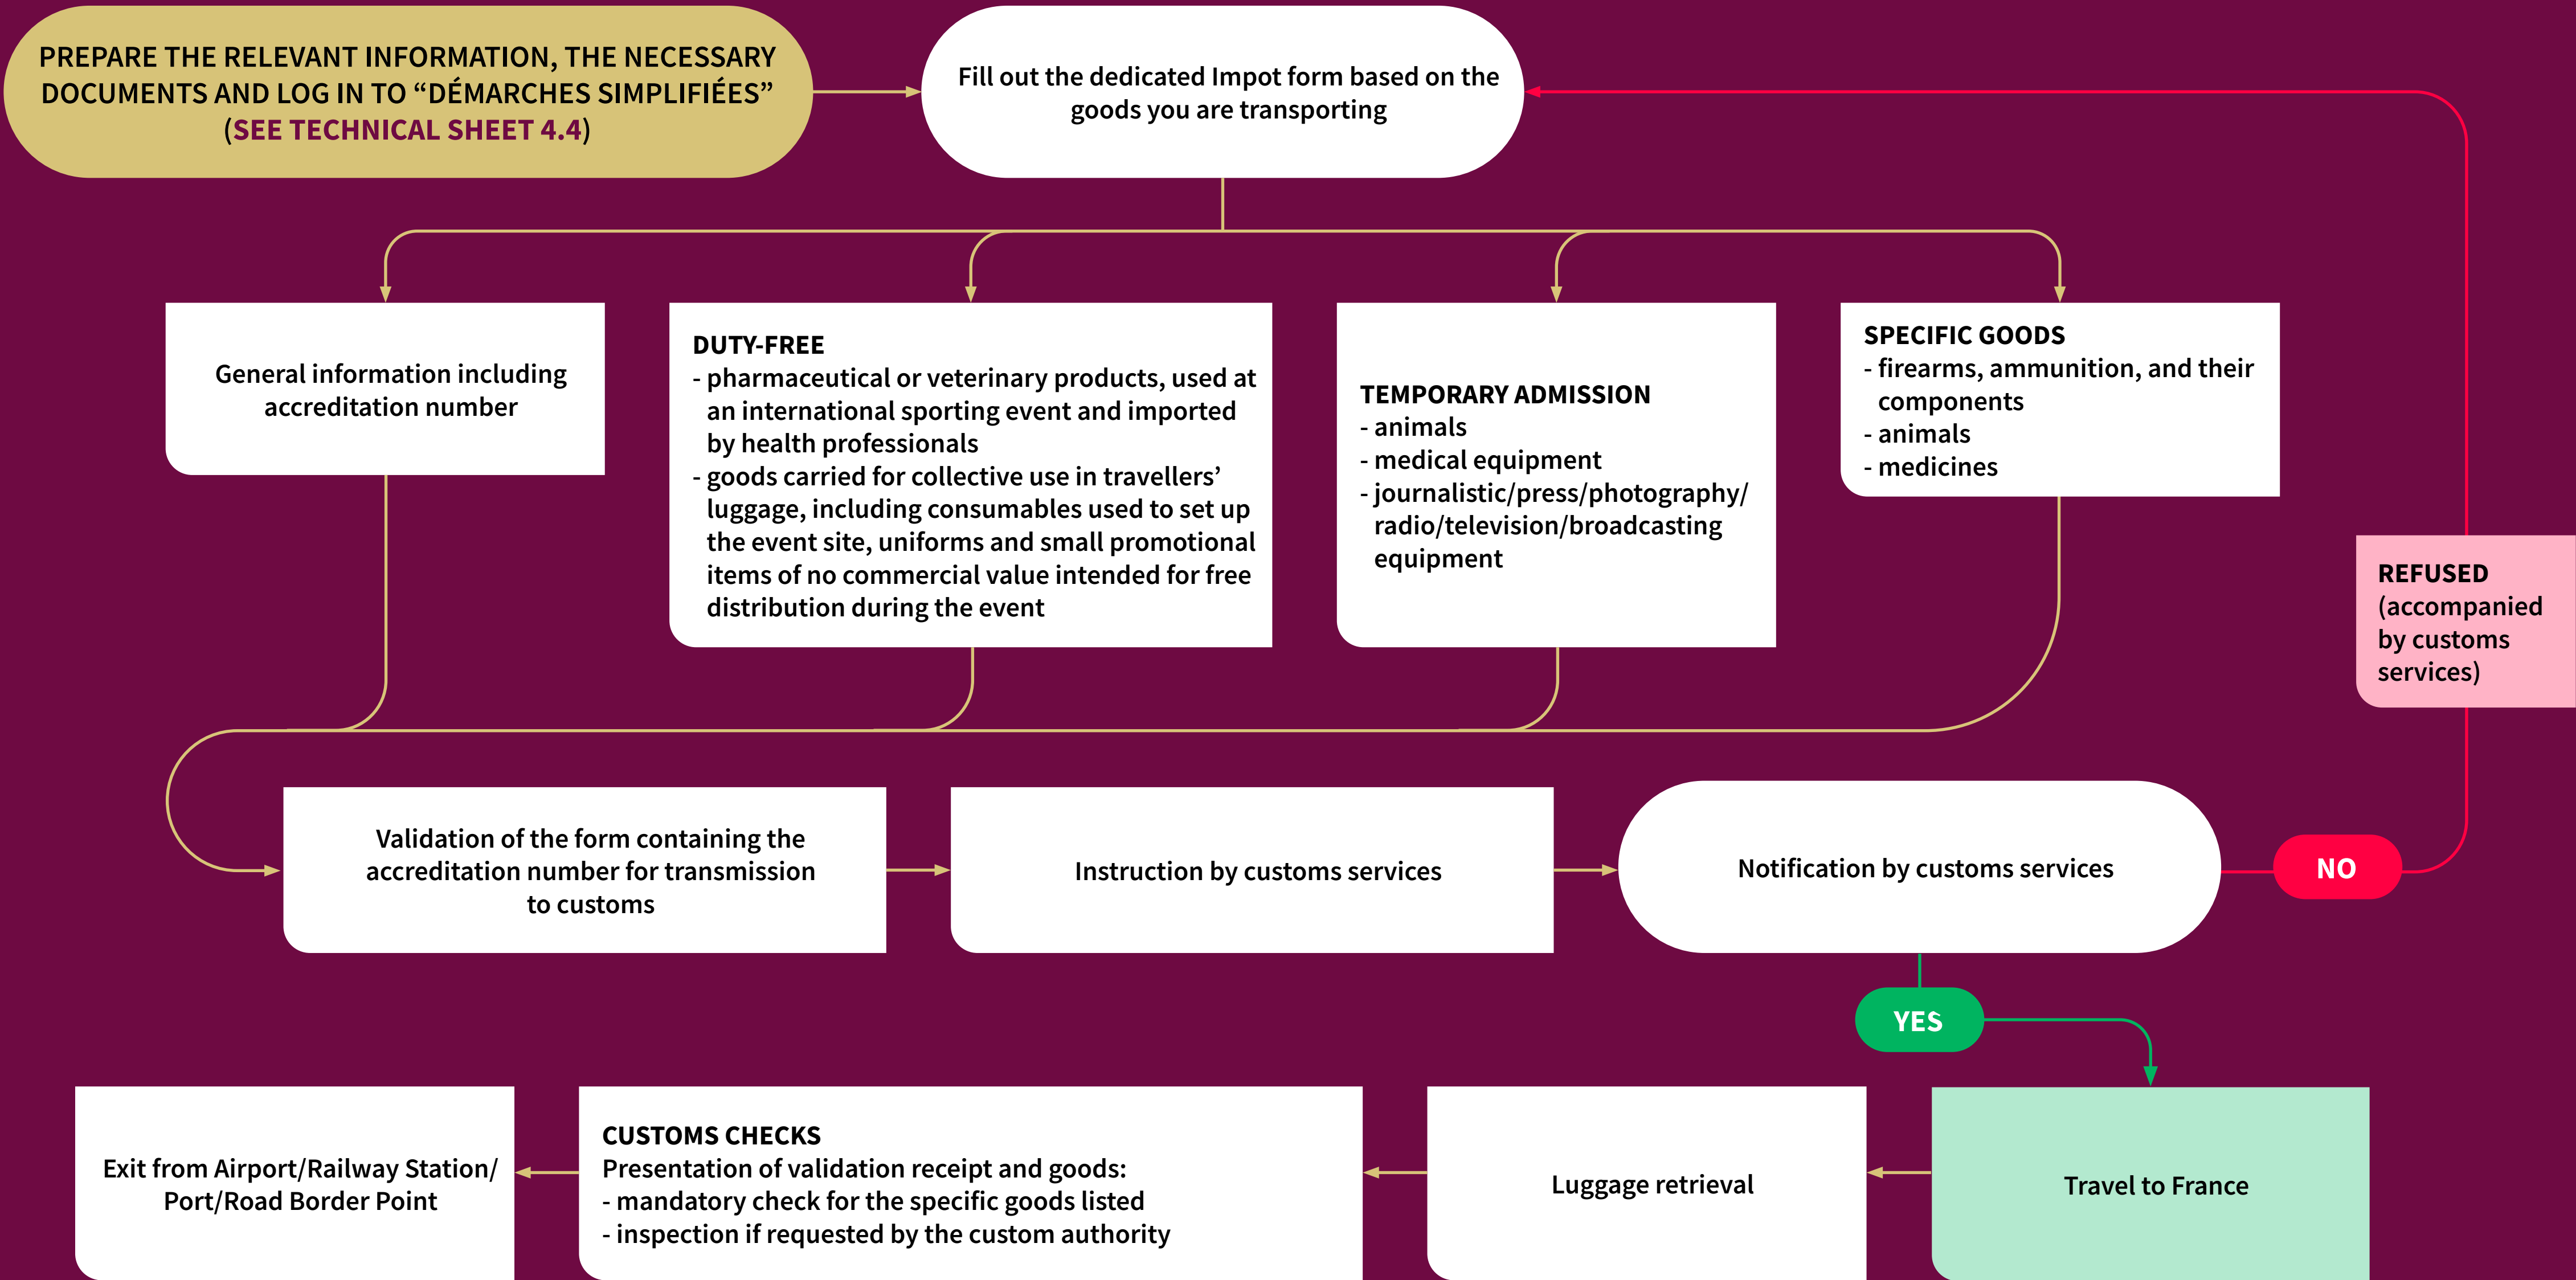 PREPARE THE RELEVANT INFORMATION, THE NECESSARY
DOCUMENTS AND LOG IN TO “DÉMARCHES SIMPLIFIÉES”
(SEE TECHNICAL SHEET 4.4)
Fill out the dedicated Impot form based on the
goods you are transporting
General information including
accreditation number
DUTY-FREE
- pharmaceutical or veterinary products, used at
an international sporting event and imported
by health professionals
- goods carried for collective use in travellers’
luggage, including consumables used to set up
the event site, uniforms and small promotional
items of no commercial value intended for free
distribution during the event
TEMPORARY ADMISSION
- animals
- medical equipment
- journalistic/press/photography/
radio/television/broadcasting
equipment
SPECIFIC GOODS
- firearms, ammunition, and their
components
- animals
- medicines
REFUSED
(accompanied
by customs
services)
Validation of the form containing the
accreditation number for transmission
to customs
Instruction by customs services
Notification by customs services
NO
YES
Exit from Airport/Railway Station/
Port/Road Border Point
CUSTOMS CHECKS
Presentation of validation receipt and goods:
- mandatory check for the specific goods listed
- inspection if requested by the custom authority
Luggage retrieval
Travel to France